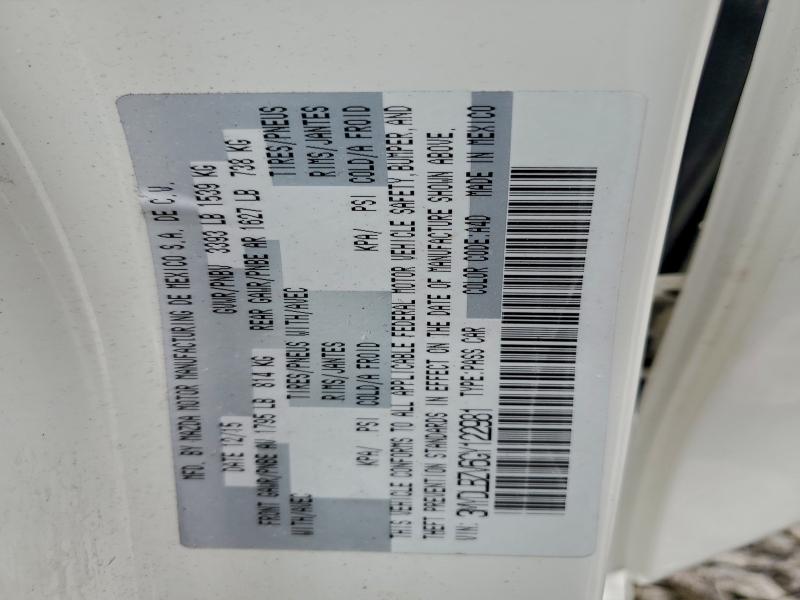 MFD. BY MAZDA MOTOR MANUFACTURING DE MEXICO S.A. DE C.V.
DATE 12/15 GVWR/PNBV 3393 LB 1539 KG
FRONT GAWR/PNBE AV 1795 LB 814 KG REAR GAWR/PNBE AR 1627 LB 738 KG
WITH/AVEC TIRES/PNEUS WITH/AVEC TIRES/PNEUS
RIMS/JANTES RIMS/JANTES
KPA/ PSI COLD/A FROID KPA/ PSI COLD/A FROID
THIS VEHICLE CONFORMS TO ALL APPLICABLE FEDERAL MOTOR VEHICLE SAFETY, BUMPER, AND
THEFT PREVENTION STANDARDS IN EFFECT ON THE DATE OF MANUFACTURE SHOWN ABOVE.
VIN: 3MYDLBZV6GY122981 TYPE:PASS CAR COLOR CODE:A4D MADE IN MEXICO